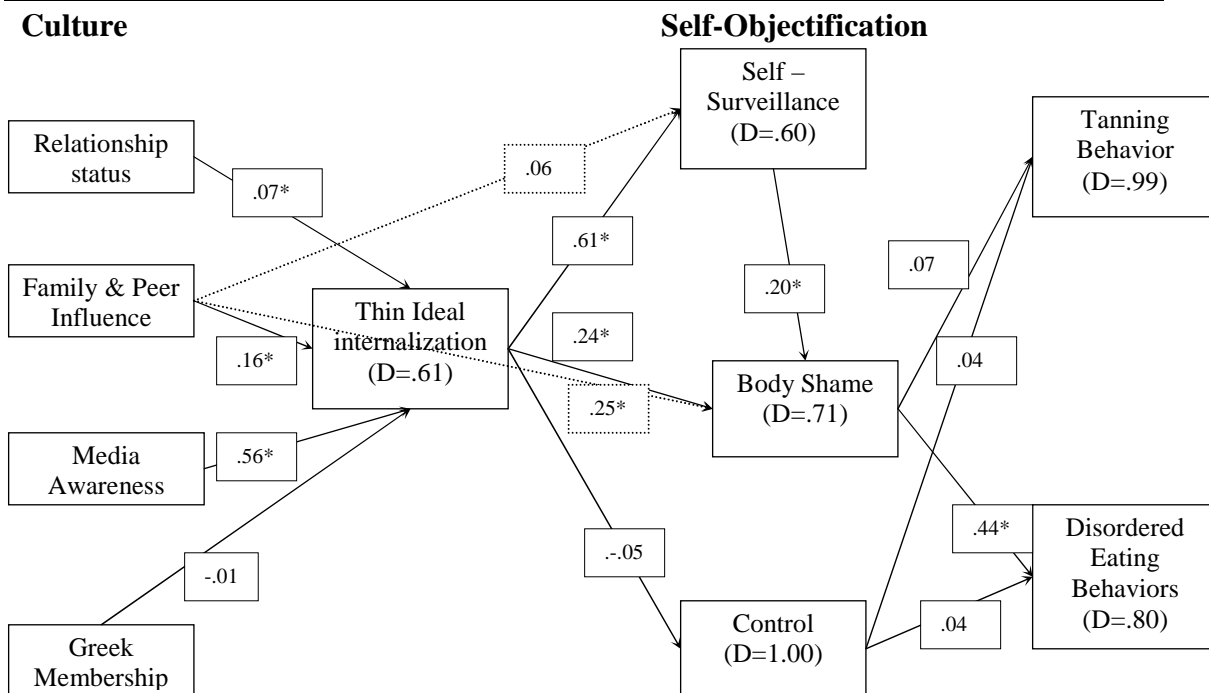 Culture
Self-Objectification
Relationship
status
Family & Peer
Influence
Media
Awareness
Greek
Membership
.07*
.16*
.56*
-.01
Thin Ideal
internalization
(D=.61)
.06
.61*
.24*
.25*
.-.05
Self –
Surveillance
(D=.60)
.20*
Body Shame
(D=.71)
Control
(D=1.00)
.07
.04
.44*
.04
Tanning
Behavior
(D=.99)
Disordered
Eating
Behaviors
(D=.80)